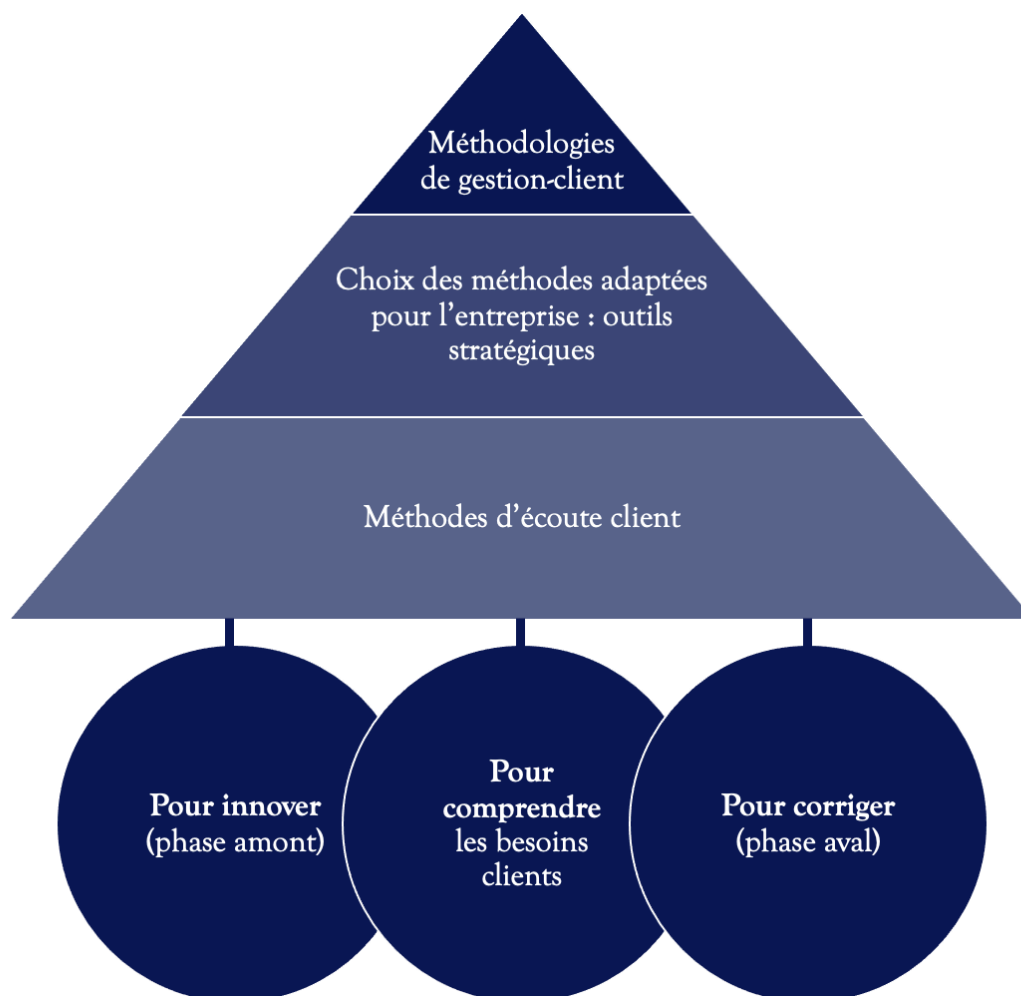 Méthodologies
de gestion-client
Choix des méthodes adaptées
pour l’entreprise : outils
stratégiques
Méthodes d’écoute client
Pour innover
(phase amont)
Pour
comprendre
les besoins
clients
Pour corriger
(phase aval)